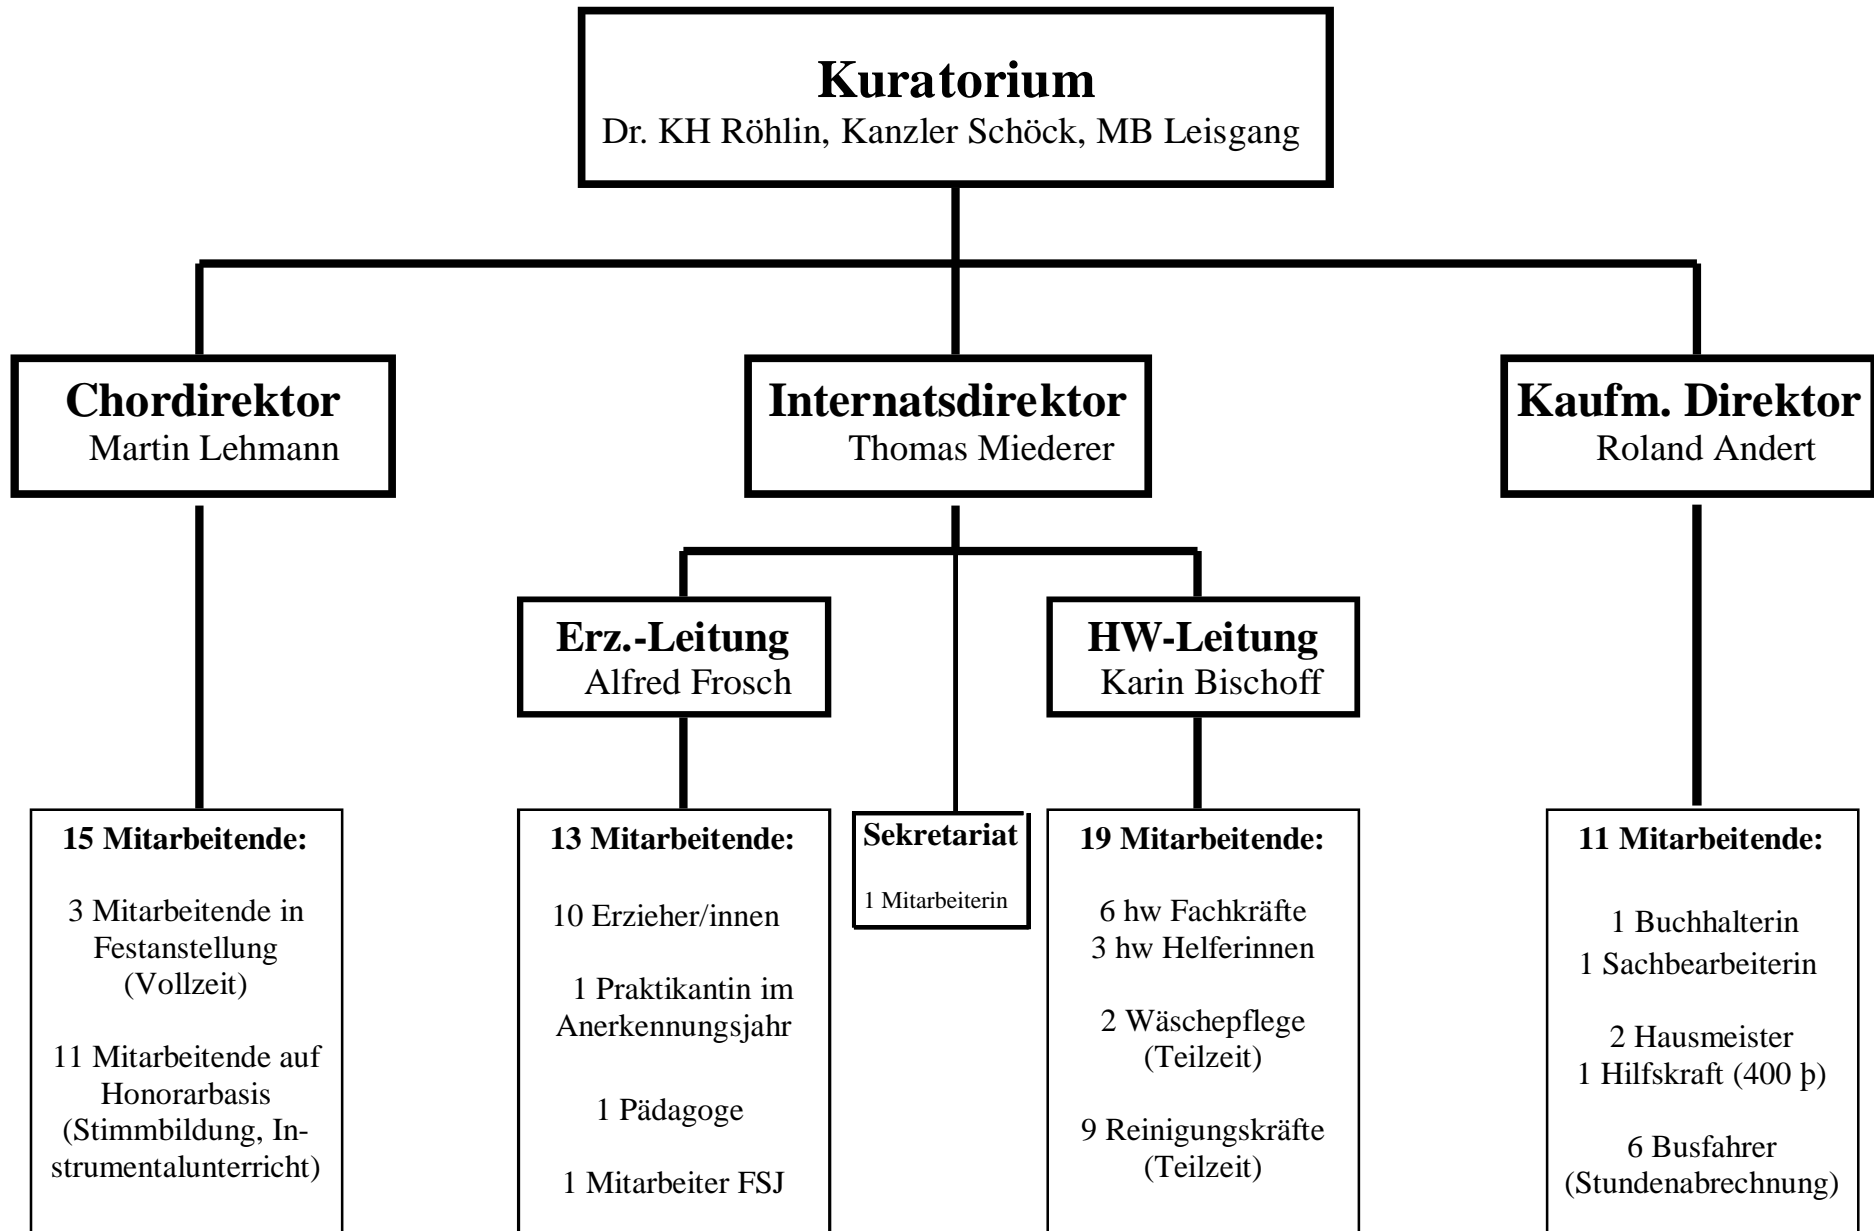 Kuratorium
Dr. KH Röhlin, Kanzler Schöck, MB Leisgang
Chordirektor
Martin Lehmann
Internatsdirektor
Thomas Miederer
Kaufm. Direktor
Roland Andert
Erz.-Leitung
Alfred Frosch
HW-Leitung
Karin Bischoff
15 Mitarbeitende:
3 Mitarbeitende in
Festanstellung
(Vollzeit)
11 Mitarbeitende auf
Honorarbasis
(Stimmbildung, In-
strumentalunterricht)
13 Mitarbeitende:
10 Erzieher/innen
1 Praktikantin im
Anerkennungsjahr
1 Pädagoge
1 Mitarbeiter FSJ
Sekretariat
1 Mitarbeiterin
19 Mitarbeitende:
6 hw Fachkräfte
3 hw Helferinnen
2 Wäschepflege
(Teilzeit)
9 Reinigungskräfte
(Teilzeit)
11 Mitarbeitende:
1 Buchhalterin
1 Sachbearbeiterin
2 Hausmeister
1 Hilfskraft (400 þ)
6 Busfahrer
(Stundenabrechnung)